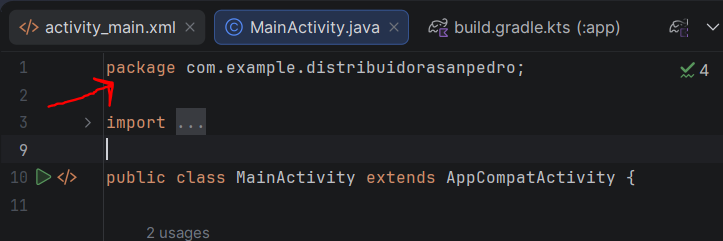 activity_main.xml
MainActivity.java
build.gradle.kts (:app)
1 package com.example.distribuidorasanpedro; 4
2
3 import ...
9
10 public class MainActivity extends AppCompatActivity {
11
2 usages